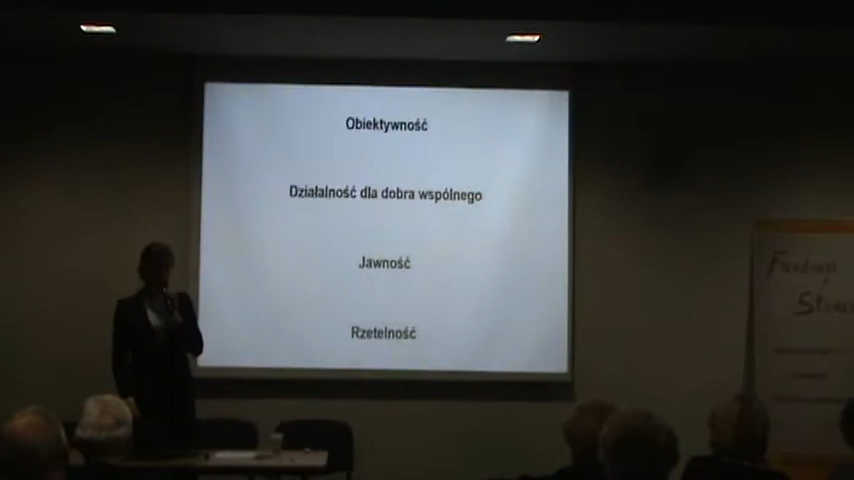 Obiektywność
Działalność dla dobra wspólnego
Jawność
Rzetelność